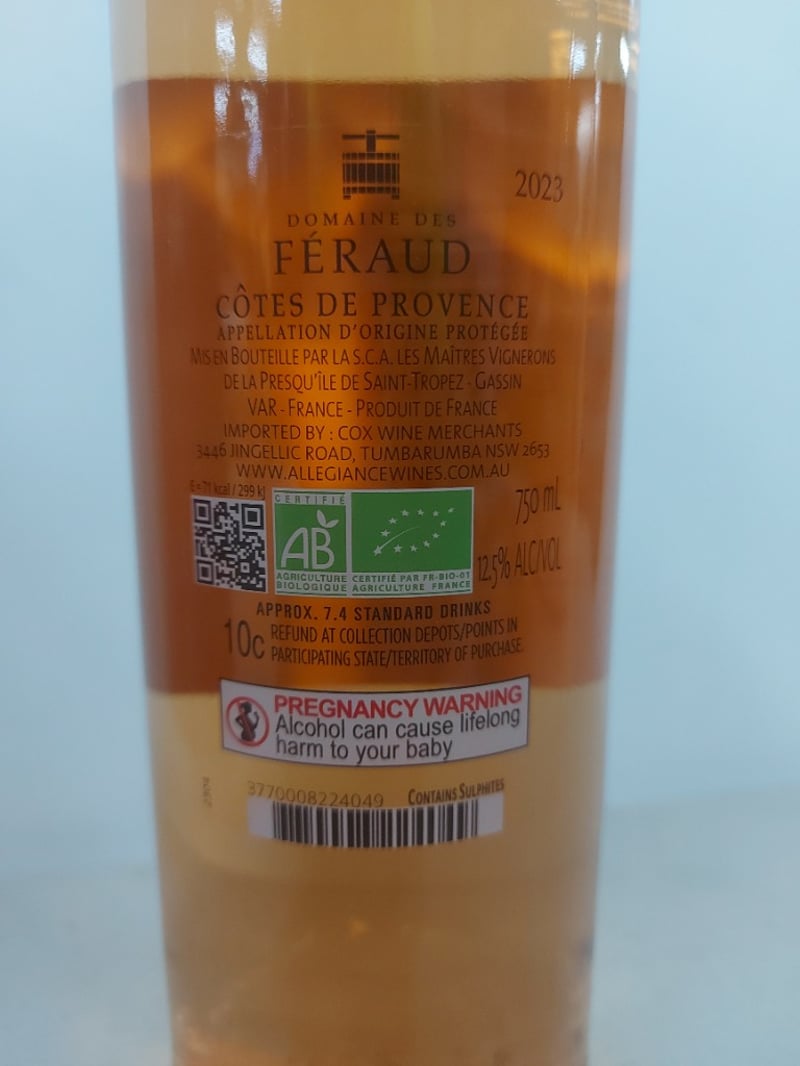 2023
DOMAINE DES
FÉRAUD
CÔTES DE PROVENCE
APPELLATION D'ORIGINE PROTÉGÉE
MIS EN BOUTEILLE PAR LA S.C.A. LES MAÎTRES VIGNERONS
DE LA PRESQU'ÎLE DE SAINT-TROPEZ - GASSIN
VAR - FRANCE - PRODUIT DE FRANCE
IMPORTED BY : COX WINE MERCHANTS
3446 JINGELLIC ROAD, TUMBARUMBA NSW 2653
WWW.ALLEGIANCEWINES.COM.AU
E = 71 kcal / 299 kJ
CERTIFIÉ
AB
AGRICULTURE
BIOLOGIQUE
CERTIFIÉ PAR FR-BIO-01
AGRICULTURE FRANCE
750 mL
12,5% ALC/VOL
APPROX. 7.4 STANDARD DRINKS
10c REFUND AT COLLECTION DEPOTS/POINTS IN
PARTICIPATING STATE/TERRITORY OF PURCHASE.
PREGNANCY WARNING
Alcohol can cause lifelong
harm to your baby
3770008224049 CONTAINS SULPHITES